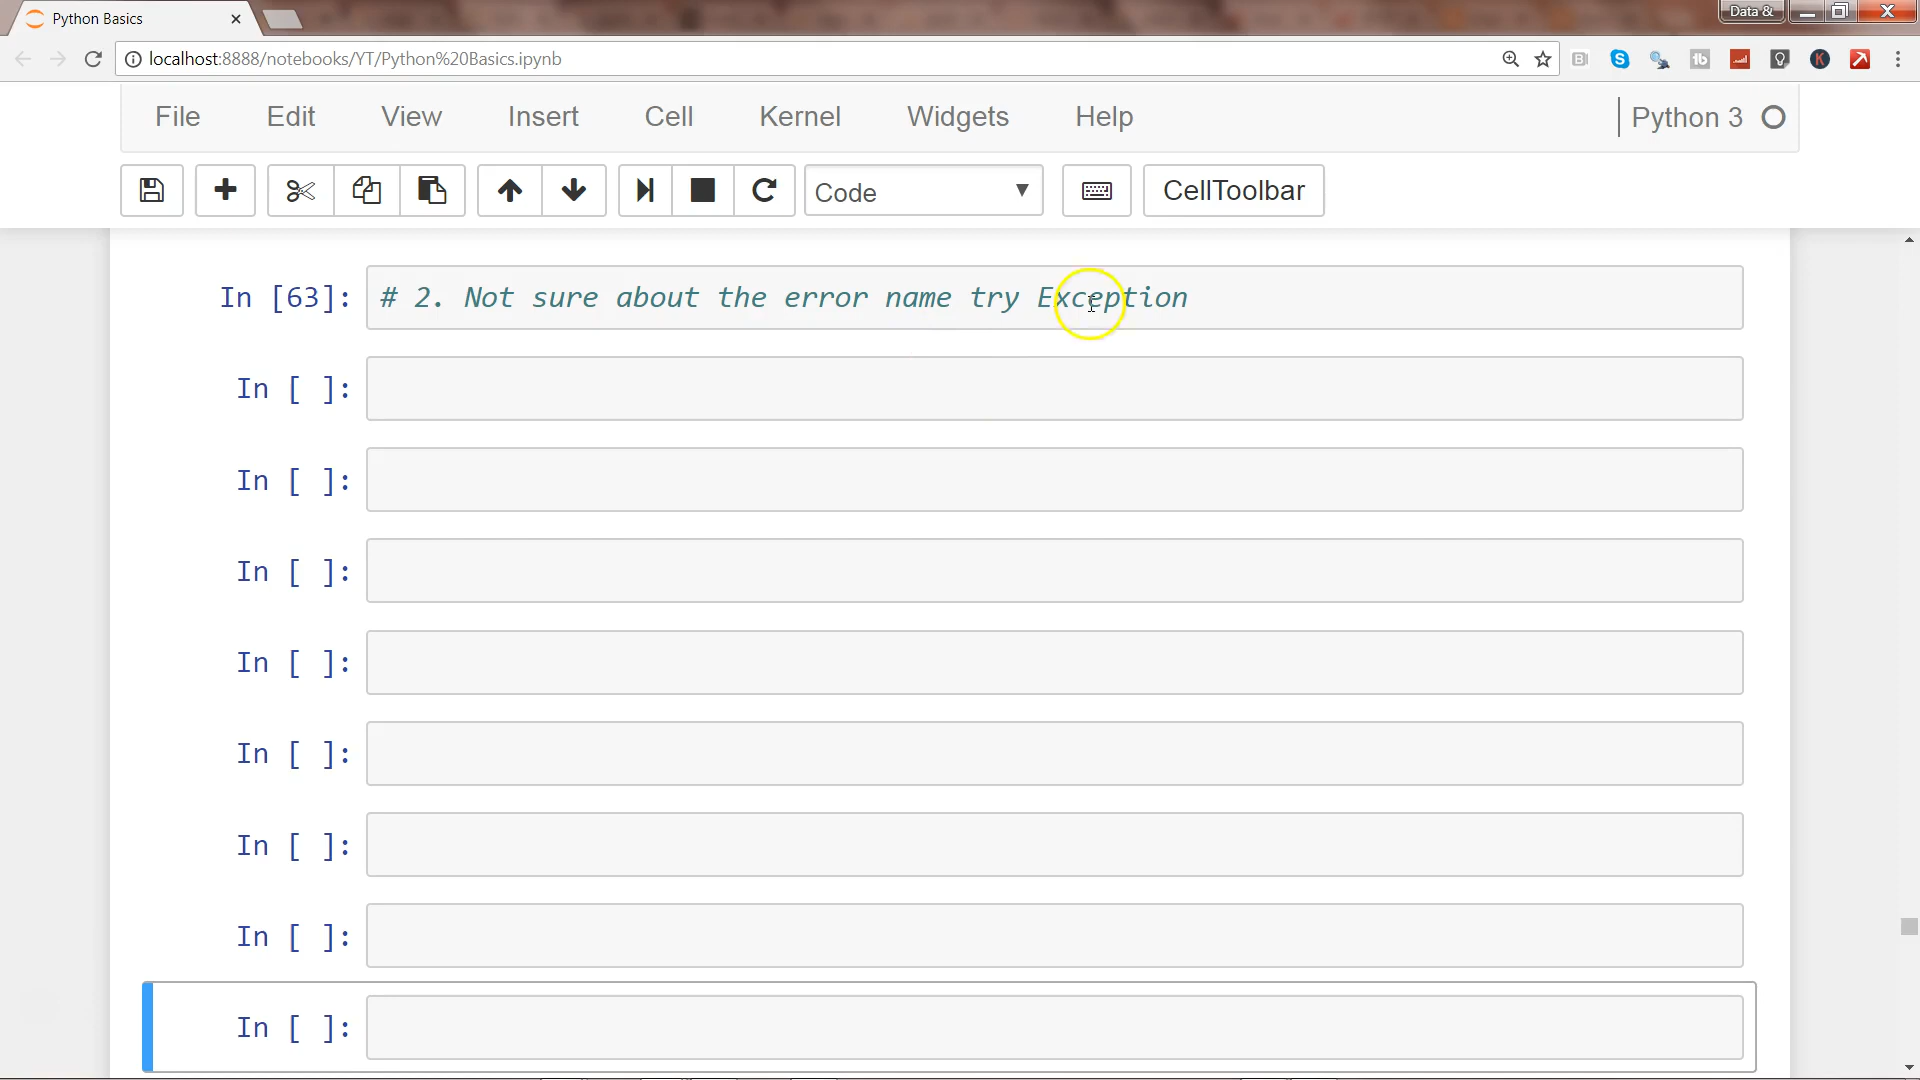 Python Basics
Data &
localhost:8888/notebooks/YT/Python%20Basics.ipynb
File Edit View Insert Cell Kernel Widgets Help Python 3
Code CellToolbar
In [63]: # 2. Not sure about the error name try Exception
In [ ]:
In [ ]:
In [ ]:
In [ ]:
In [ ]:
In [ ]:
In [ ]:
In [ ]: